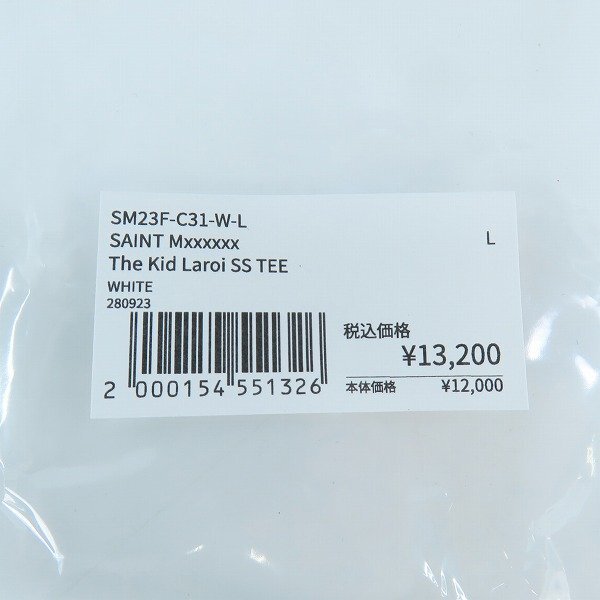 SM23F-C31-W-L
SAINT Mxxxxxx
L
The Kid Laroi SS TEE
WHITE
280923
税込価格
¥13,200
本体価格 ¥12,000
2 000154 551326